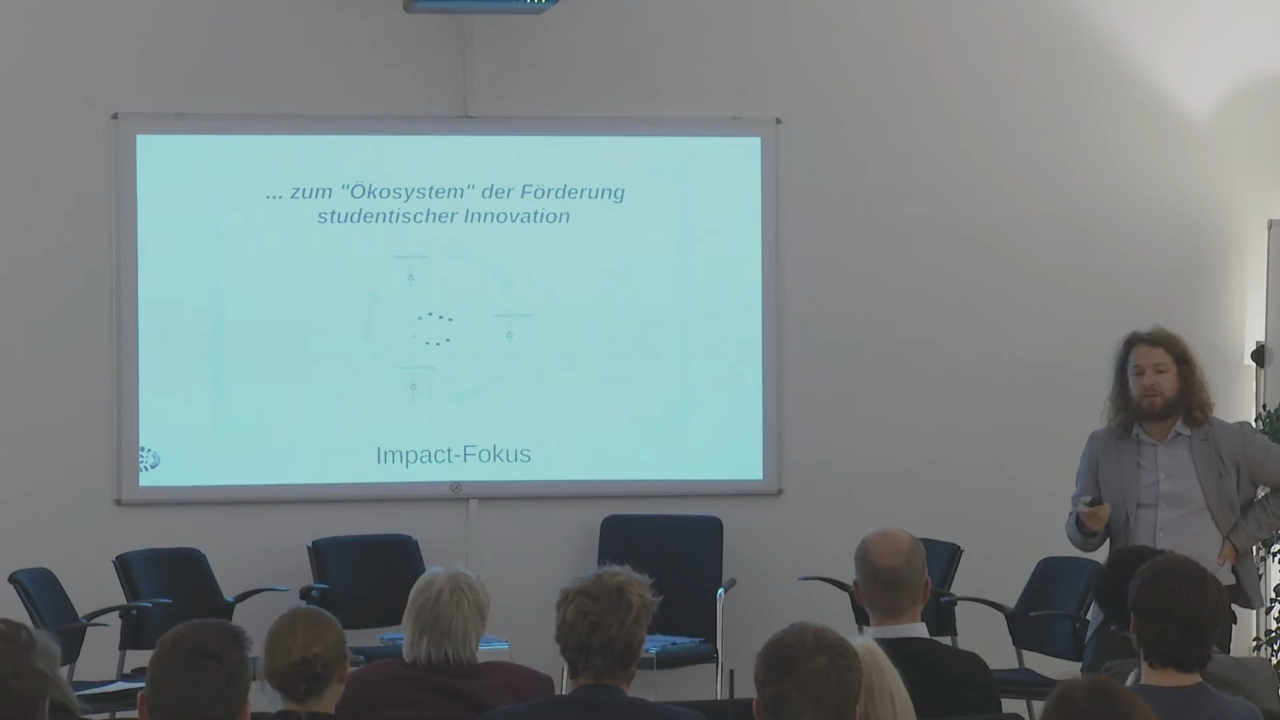 ... zum "Ökosystem" der Förderung
studentischer Innovation
Impact-Fokus